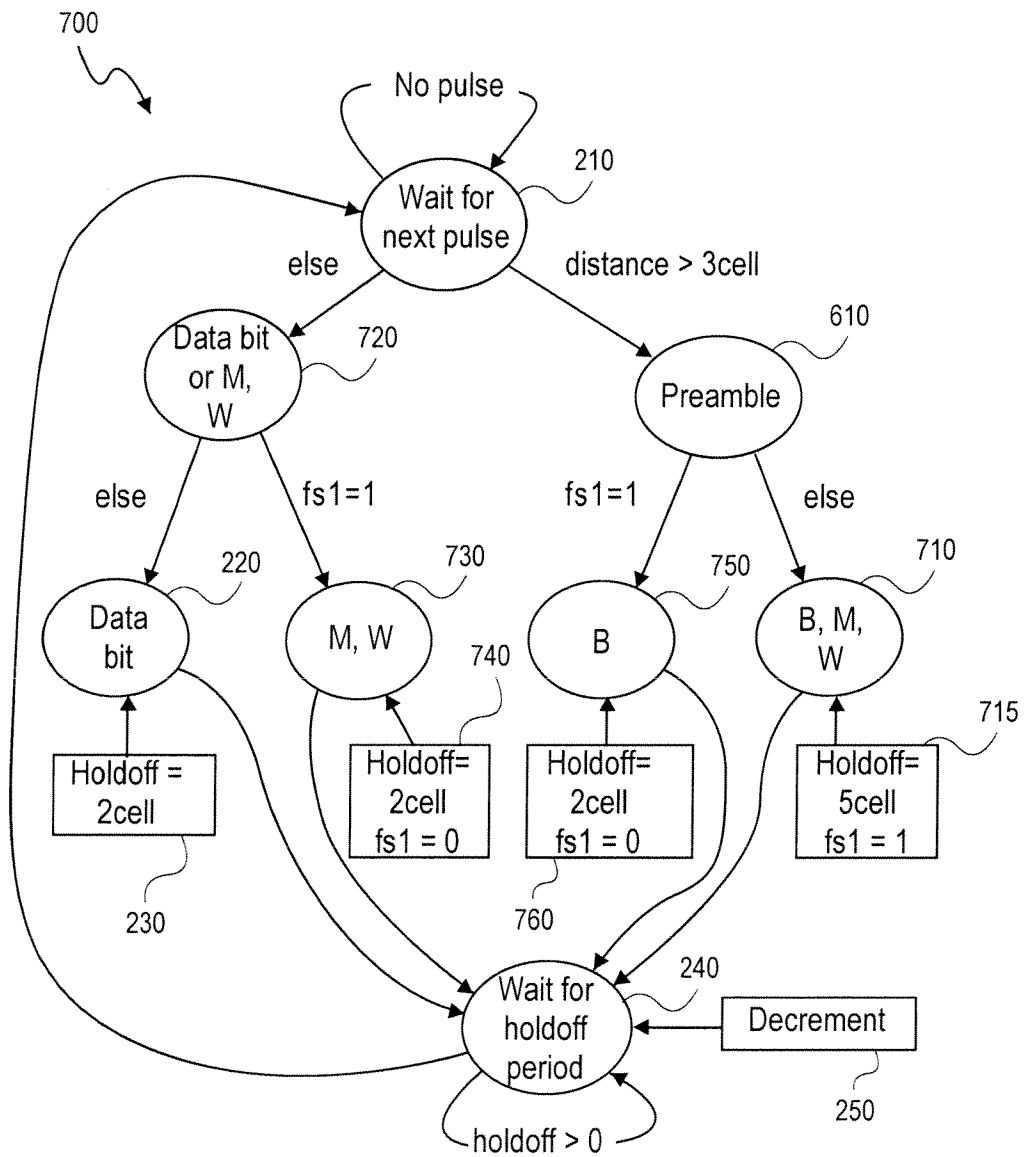 700
No pulse
210
Wait for
next pulse
else
distance > 3cell
Data bit
or M,
W
720
610
Preamble
else
fs1=1
fs1=1
else
220
730
750
710
Data
bit
M, W
B
B, M,
W
740
715
Holdoff =
2cell
Holdoff=
2cell
fs1 = 0
Holdoff=
2cell
fs1 = 0
Holdoff=
5cell
fs1 = 1
230
760
Wait for
holdoff
period
240
Decrement
250
holdoff > 0